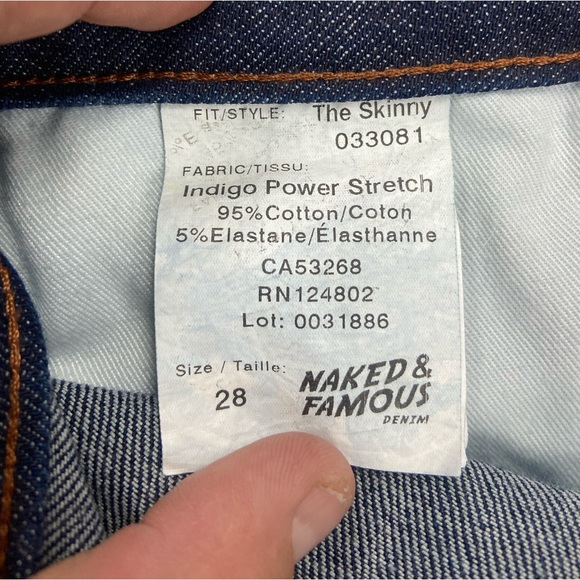 FIT/STYLE: The Skinny
033081
FABRIC/TISSU:
Indigo Power Stretch
95%Cotton/Coton
5%Elastane/Élasthanne
CA53268
RN124802
Lot: 0031886
Size / Taille:
28
NAKED &
FAMOUS
DENIM